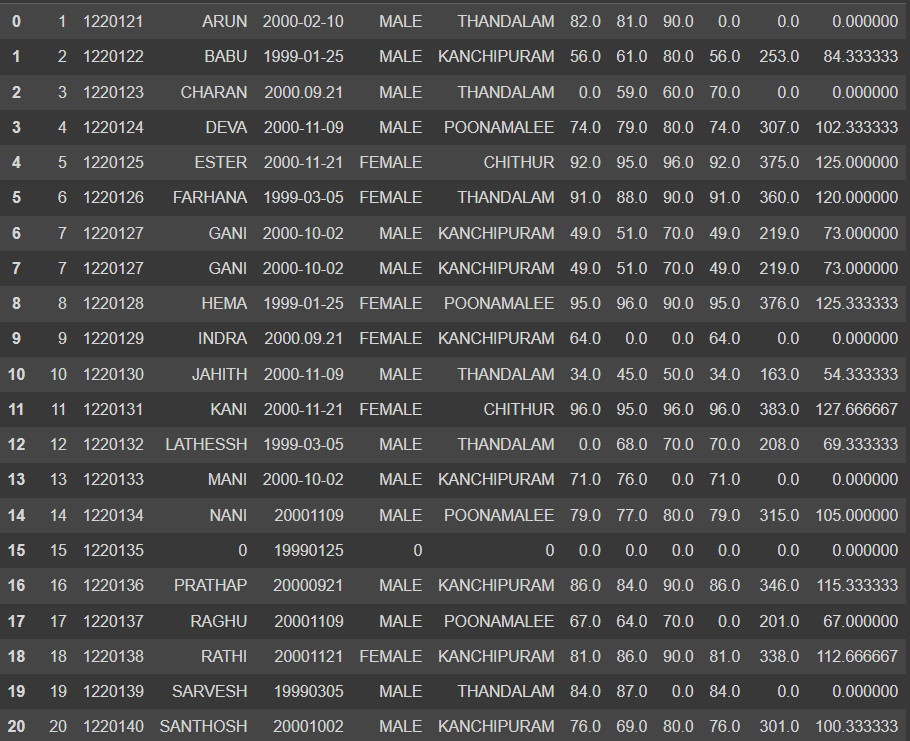 0 1 1220121 ARUN 2000-02-10 MALE THANDALAM 82.0 81.0 90.0 0.0 0.0 0.000000
1 2 1220122 BABU 1999-01-25 MALE KANCHIPURAM 56.0 61.0 80.0 56.0 253.0 84.333333
2 3 1220123 CHARAN 2000.09.21 MALE THANDALAM 0.0 59.0 60.0 70.0 0.0 0.000000
3 4 1220124 DEVA 2000-11-09 MALE POONAMALEE 74.0 79.0 80.0 74.0 307.0 102.333333
4 5 1220125 ESTER 2000-11-21 FEMALE CHITHUR 92.0 95.0 96.0 92.0 375.0 125.000000
5 6 1220126 FARHANA 1999-03-05 FEMALE THANDALAM 91.0 88.0 90.0 91.0 360.0 120.000000
6 7 1220127 GANI 2000-10-02 MALE KANCHIPURAM 49.0 51.0 70.0 49.0 219.0 73.000000
7 7 1220127 GANI 2000-10-02 MALE KANCHIPURAM 49.0 51.0 70.0 49.0 219.0 73.000000
8 8 1220128 HEMA 1999-01-25 FEMALE POONAMALEE 95.0 96.0 90.0 95.0 376.0 125.333333
9 9 1220129 INDRA 2000.09.21 FEMALE KANCHIPURAM 64.0 0.0 0.0 64.0 0.0 0.000000
10 10 1220130 JAHITH 2000-11-09 MALE THANDALAM 34.0 45.0 50.0 34.0 163.0 54.333333
11 11 1220131 KANI 2000-11-21 FEMALE CHITHUR 96.0 95.0 96.0 96.0 383.0 127.666667
12 12 1220132 LATHESSH 1999-03-05 MALE THANDALAM 0.0 68.0 70.0 70.0 208.0 69.333333
13 13 1220133 MANI 2000-10-02 MALE KANCHIPURAM 71.0 76.0 0.0 71.0 0.0 0.000000
14 14 1220134 NANI 20001109 MALE POONAMALEE 79.0 77.0 80.0 79.0 315.0 105.000000
15 15 1220135 0 19990125 0 0 0.0 0.0 0.0 0.0 0.0 0.000000
16 16 1220136 PRATHAP 20000921 MALE KANCHIPURAM 86.0 84.0 90.0 86.0 346.0 115.333333
17 17 1220137 RAGHU 20001109 MALE POONAMALEE 67.0 64.0 70.0 0.0 201.0 67.000000
18 18 1220138 RATHI 20001121 FEMALE KANCHIPURAM 81.0 86.0 90.0 81.0 338.0 112.666667
19 19 1220139 SARVESH 19990305 MALE THANDALAM 84.0 87.0 0.0 84.0 0.0 0.000000
20 20 1220140 SANTHOSH 20001002 MALE KANCHIPURAM 76.0 69.0 80.0 76.0 301.0 100.333333